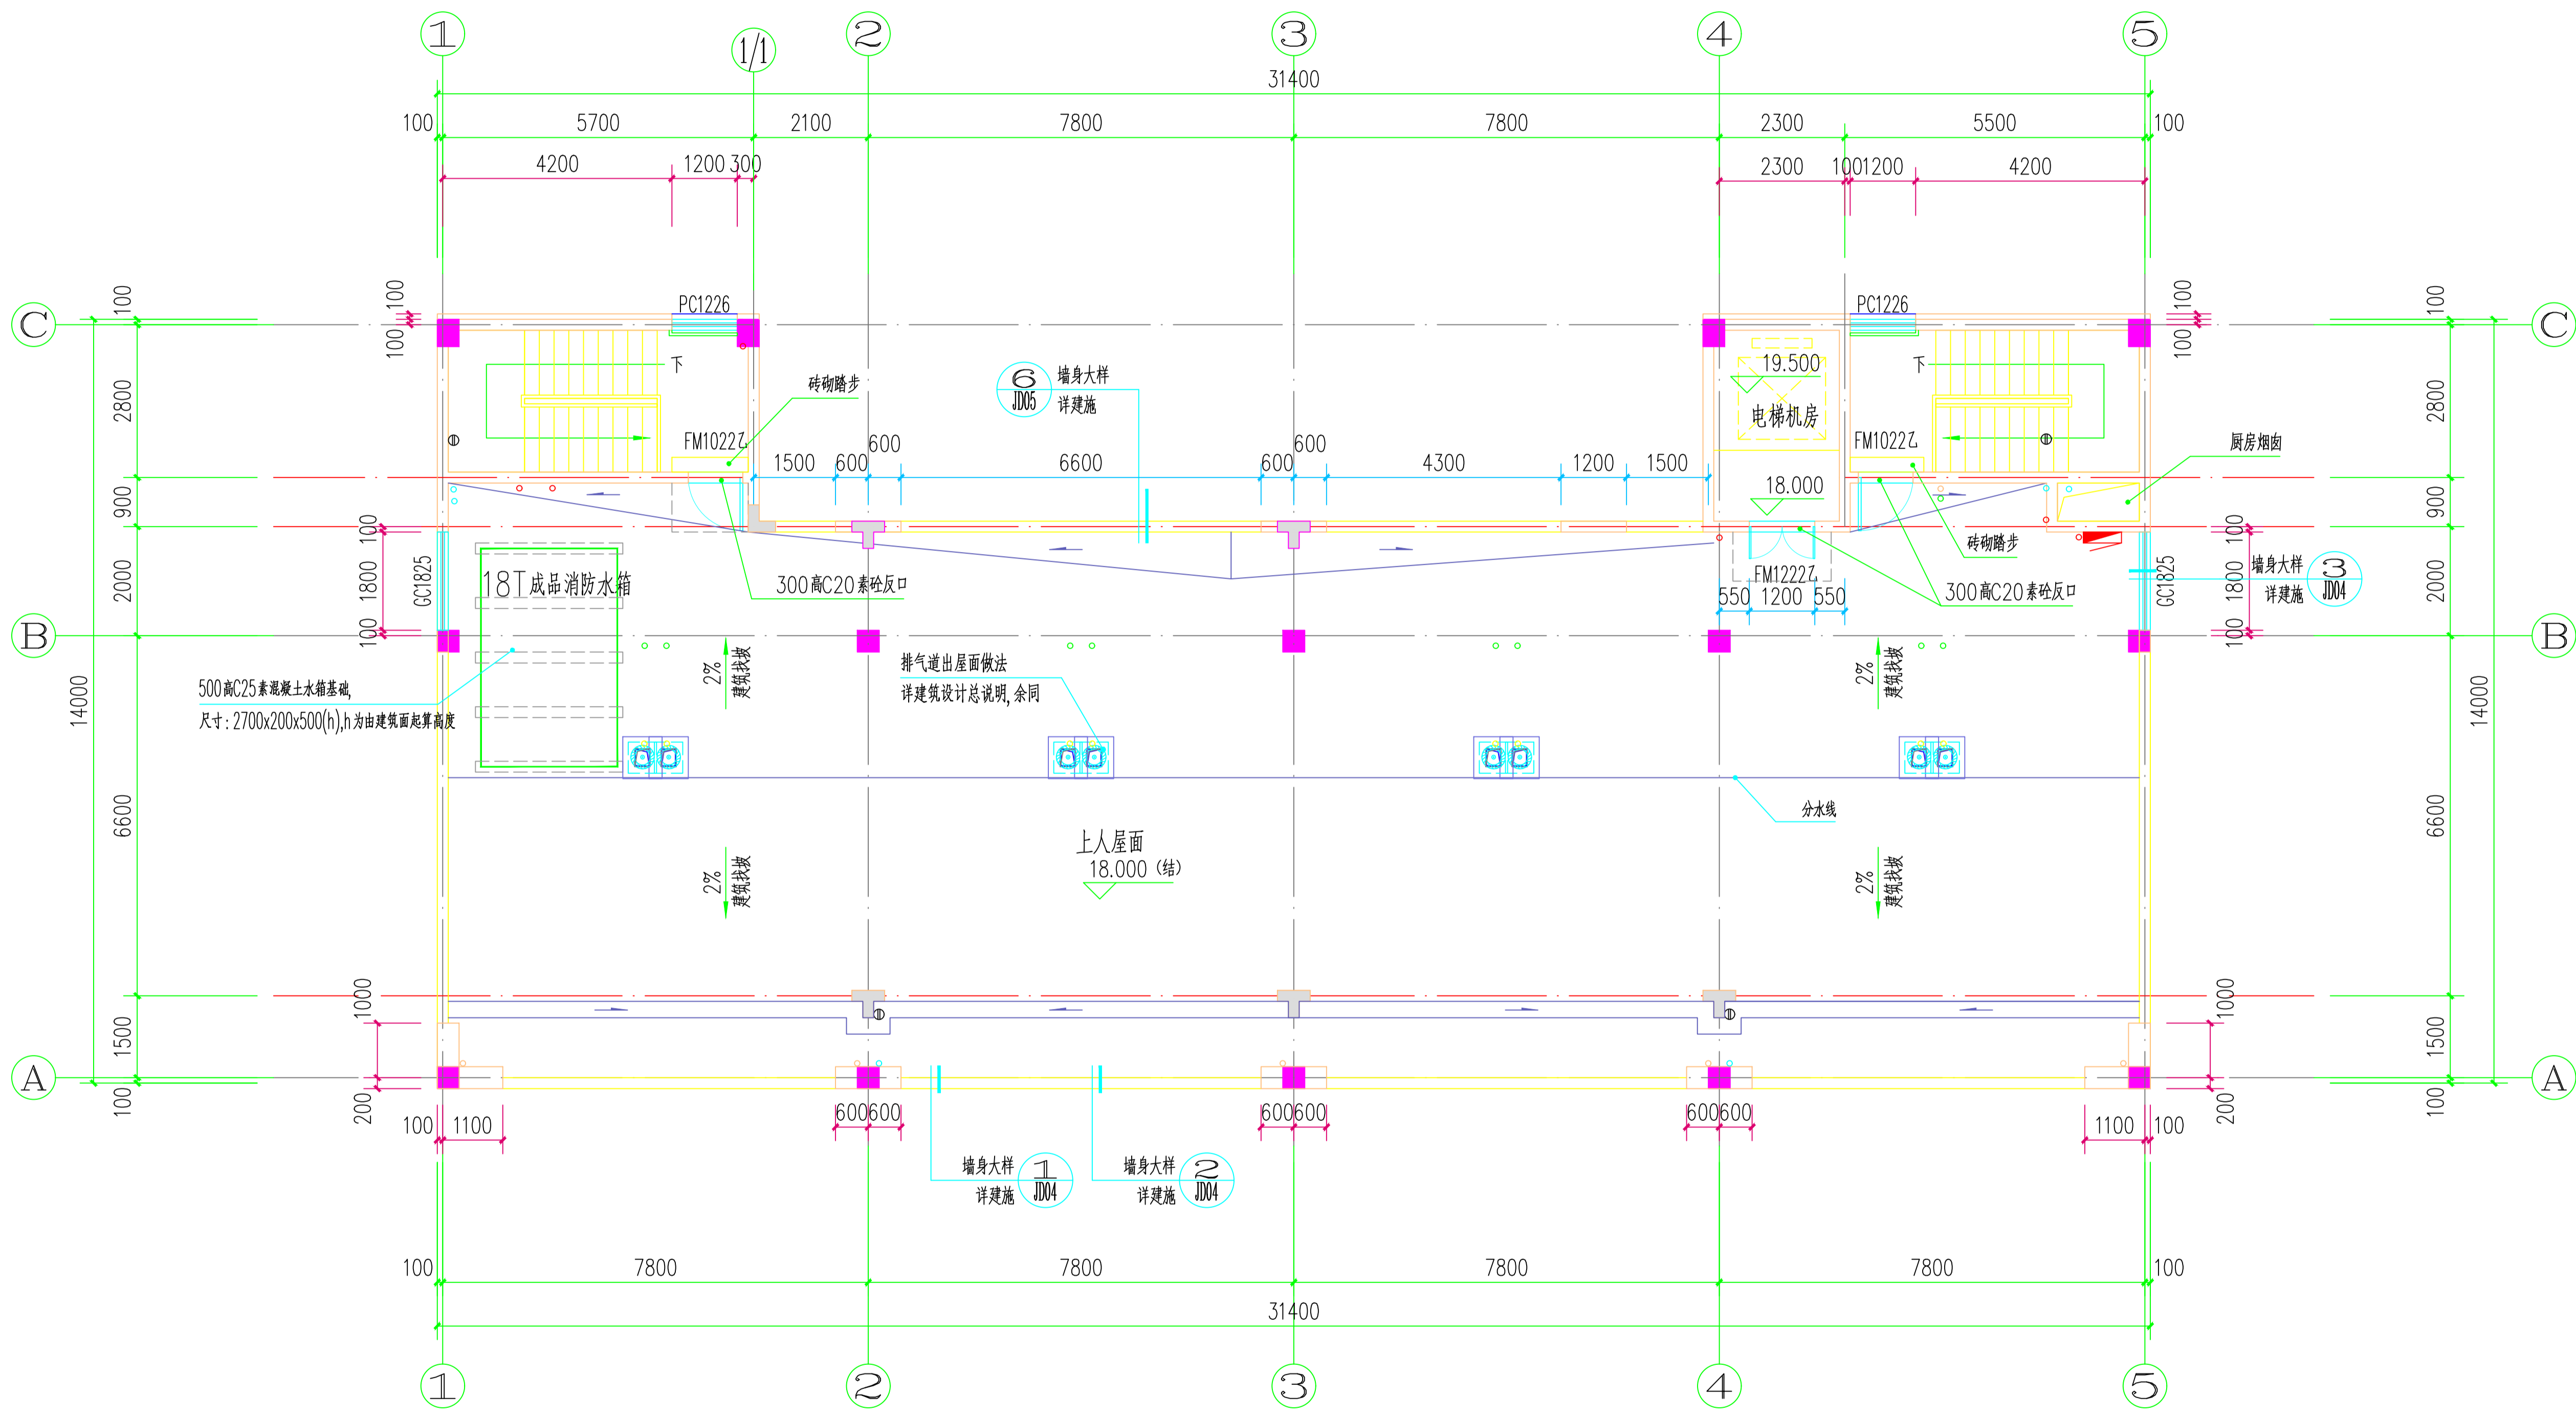 1
1/1
2
3
4
5
31400
100
5700
2100
7800
7800
2300
5500
100
4200
1200
300
2300
100
1200
4200
C
100
2800
900
2000
6600
1500
100
14000
100
100
PC1226
下
砖砌踏步
FM1022乙
6
JD05
墙身大样
详建施
1500
600
600
6600
600
600
4300
1200
1500
19.500
电梯机房
18.000
PC1226
下
FM1022乙
厨房烟囱
100
100
C
100
2800
900
2000
6600
1500
100
14000
100
1800
100
GC1825
18T成品消防水箱
300高C20素砼反口
FM1222乙
550
1200
550
砖砌踏步
300高C20素砼反口
GC1825
100
1800
100
墙身大样
详建施
3
JD04
B
B
500高C25素混凝土水箱基础,
尺寸:2700x200x500(h),h为由建筑面起算高度
2%
建筑找坡
排气道出屋面做法
详建筑设计总说明,余同
2%
建筑找坡
分水线
上人屋面
18.000 (结)
2%
建筑找坡
2%
建筑找坡
1000
200
1000
200
A
A
100
1100
600
600
600
600
600
600
1100
100
墙身大样
详建施
1
JD04
墙身大样
详建施
2
JD04
100
7800
7800
7800
7800
100
31400
1
2
3
4
5